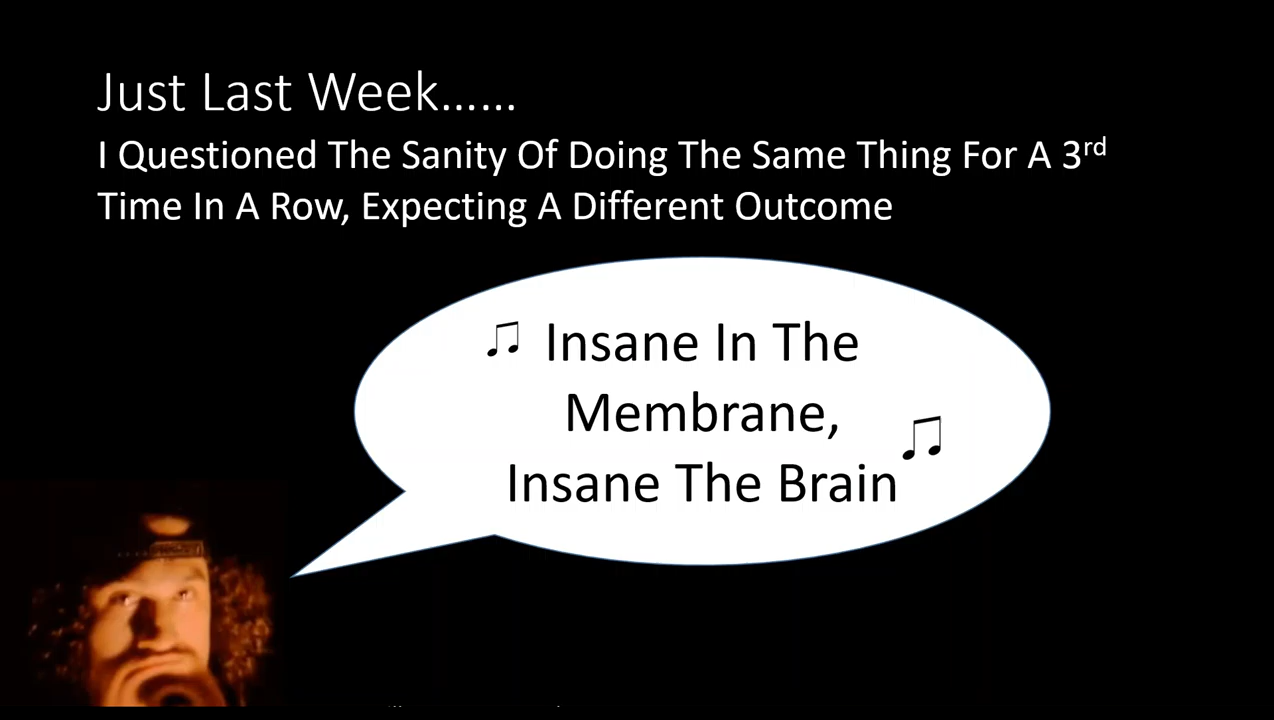 Just Last Week......
I Questioned The Sanity Of Doing The Same Thing For A 3rd
Time In A Row, Expecting A Different Outcome
♫ Insane In The
Membrane,
Insane The Brain ♫